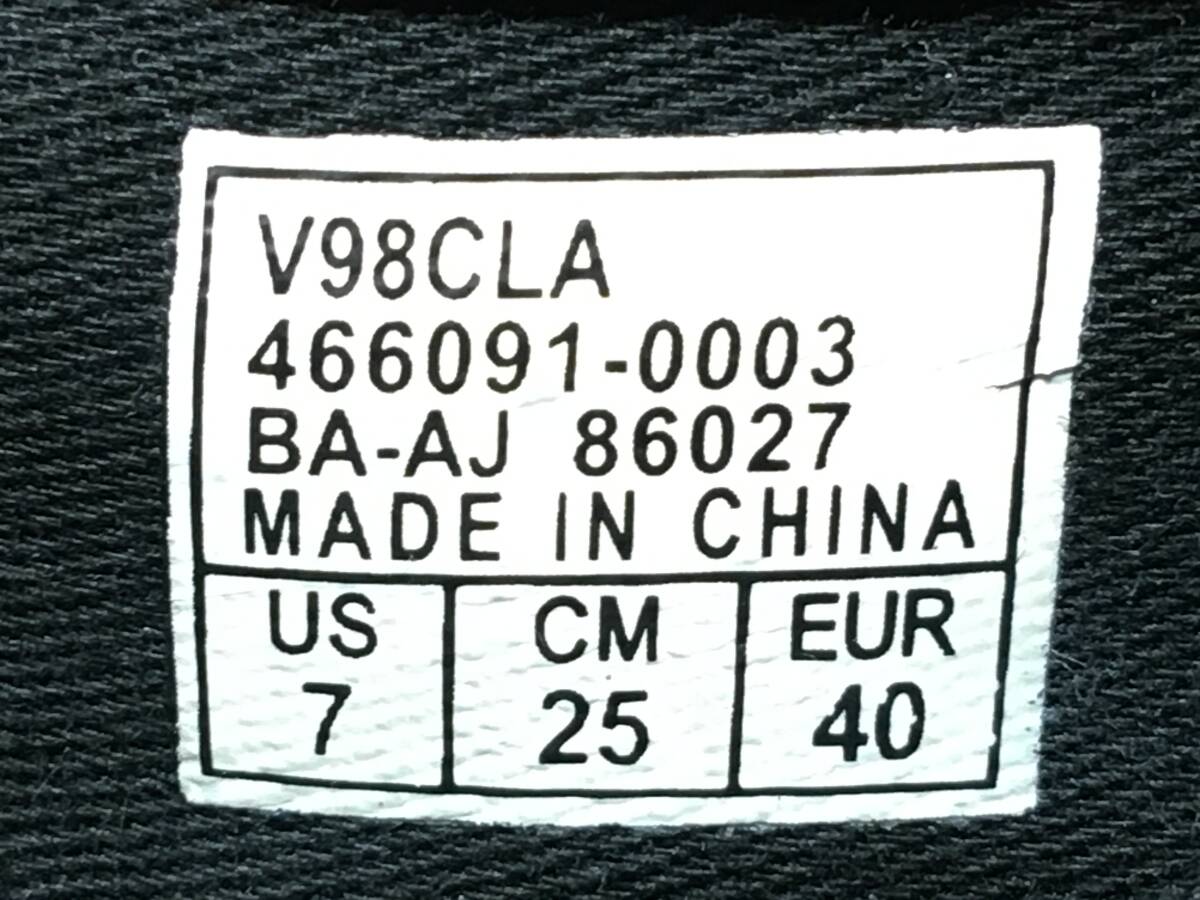 V98CLA
466091-0003
BA-AJ 86027
MADE IN CHINA
US CM EUR
7 25 40